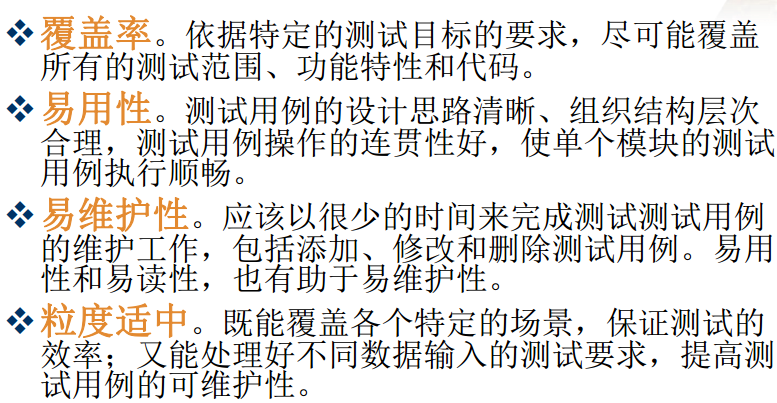 ❖ 覆盖率。依据特定的测试目标的要求，尽可能覆盖
所有的测试范围、功能特性和代码。
❖ 易用性。测试用例的设计思路清晰、组织结构层次
合理，测试用例操作的连贯性好，使单个模块的测试
用例执行顺畅。
❖ 易维护性。应该以很少的时间来完成测试测试用例
的维护工作，包括添加、修改和删除测试用例。易用
性和易读性，也有助于易维护性。
❖ 粒度适中。既能覆盖各个特定的场景，保证测试的
效率；又能处理好不同数据输入的测试要求，提高测
试用例的可维护性。